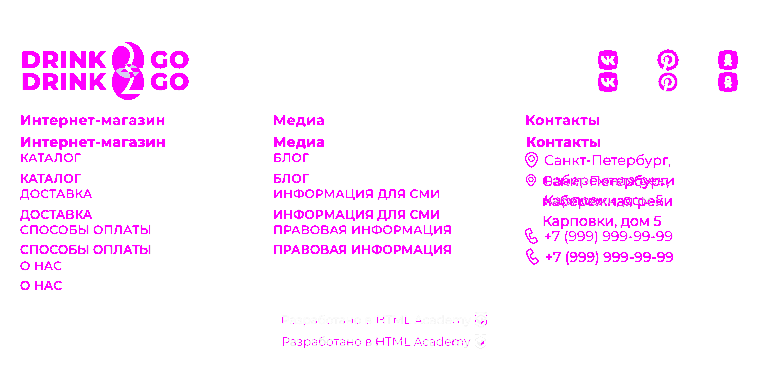 DRINK 2 GO
DRINK 2 GO
Интернет-магазин
Интернет-магазин
КАТАЛОГ
КАТАЛОГ
ДОСТАВКА
ДОСТАВКА
СПОСОБЫ ОПЛАТЫ
СПОСОБЫ ОПЛАТЫ
О НАС
О НАС
Медиа
Медиа
БЛОГ
БЛОГ
ИНФОРМАЦИЯ ДЛЯ СМИ
ИНФОРМАЦИЯ ДЛЯ СМИ
ПРАВОВАЯ ИНФОРМАЦИЯ
ПРАВОВАЯ ИНФОРМАЦИЯ
Контакты
Контакты
Санкт-Петербург,
Санкт-Петербург,
набережная реки
Карповки, дом 5
+7 (999) 999-99-99
+7 (999) 999-99-99
Разработано в HTML Academy